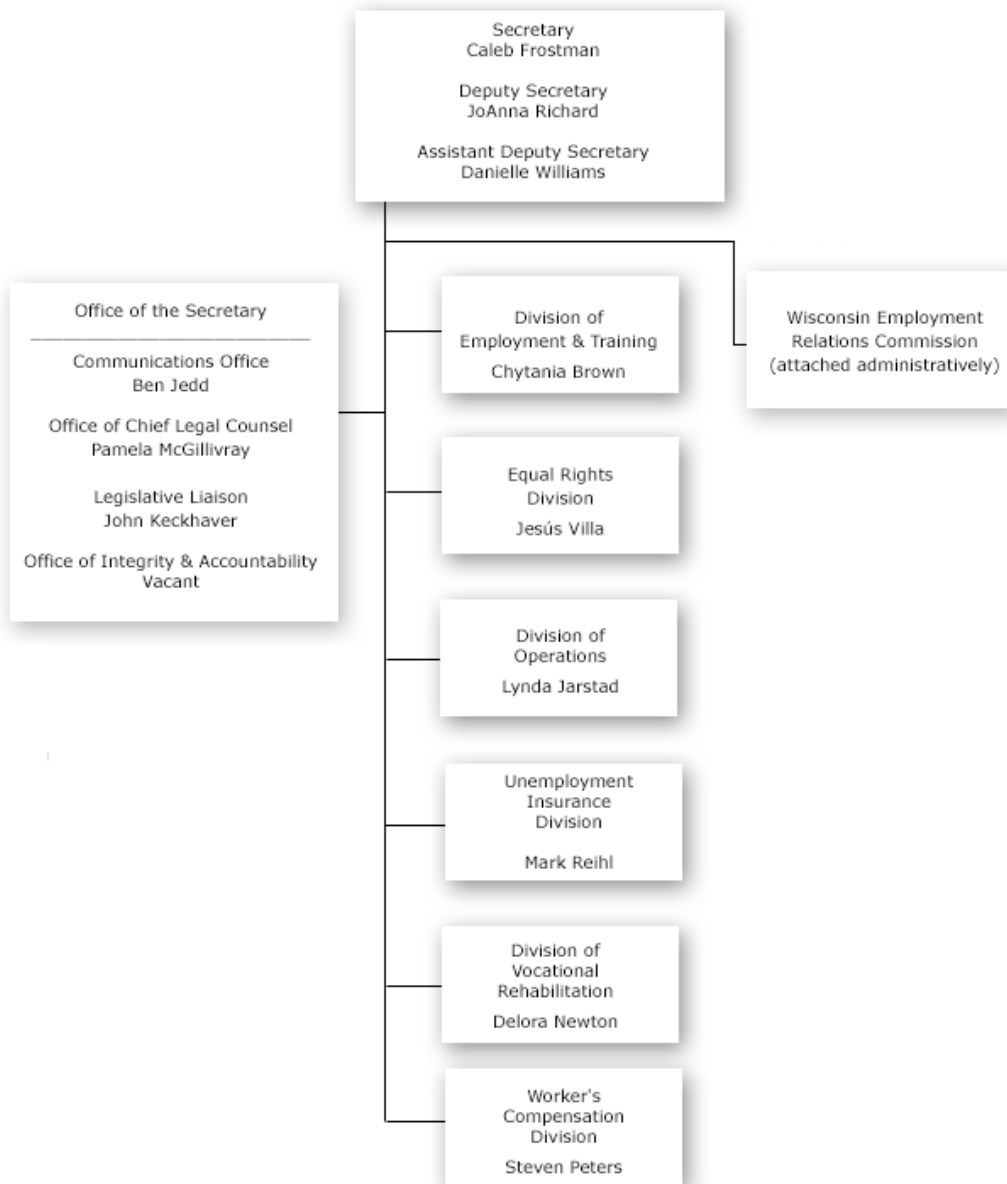 Secretary
Caleb Frostman
Deputy Secretary
JoAnna Richard
Assistant Deputy Secretary
Danielle Williams
Office of the Secretary
Communications Office
Ben Jedd
Office of Chief Legal Counsel
Pamela McGillivray
Legislative Liaison
John Keckhaver
Office of Integrity & Accountability
Vacant
Division of
Employment & Training
Chytania Brown
Wisconsin Employment
Relations Commission
(attached administratively)
Equal Rights
Division
Jesús Villa
Division of
Operations
Lynda Jarstad
Unemployment
Insurance
Division
Mark Reihl
Division of
Vocational
Rehabilitation
Delora Newton
Worker's
Compensation
Division
Steven Peters